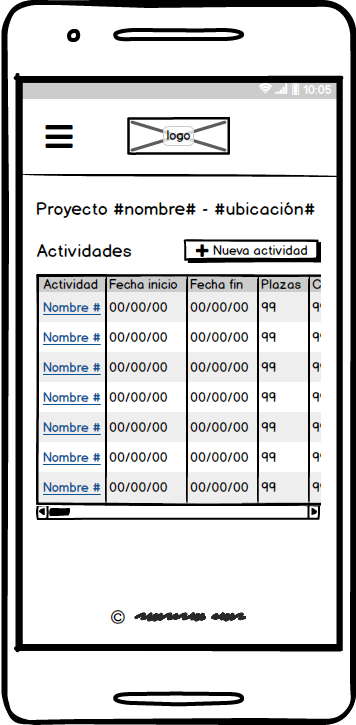 10:05
logo
Proyecto #nombre# - #ubicación#
Actividades + Nueva actividad
Actividad Fecha inicio Fecha fin Plazas C
Nombre # 00/00/00 00/00/00 99 9
Nombre # 00/00/00 00/00/00 99 9
Nombre # 00/00/00 00/00/00 99 9
Nombre # 00/00/00 00/00/00 99 9
Nombre # 00/00/00 00/00/00 99 9
Nombre # 00/00/00 00/00/00 99 9
Nombre # 00/00/00 00/00/00 99 9
©